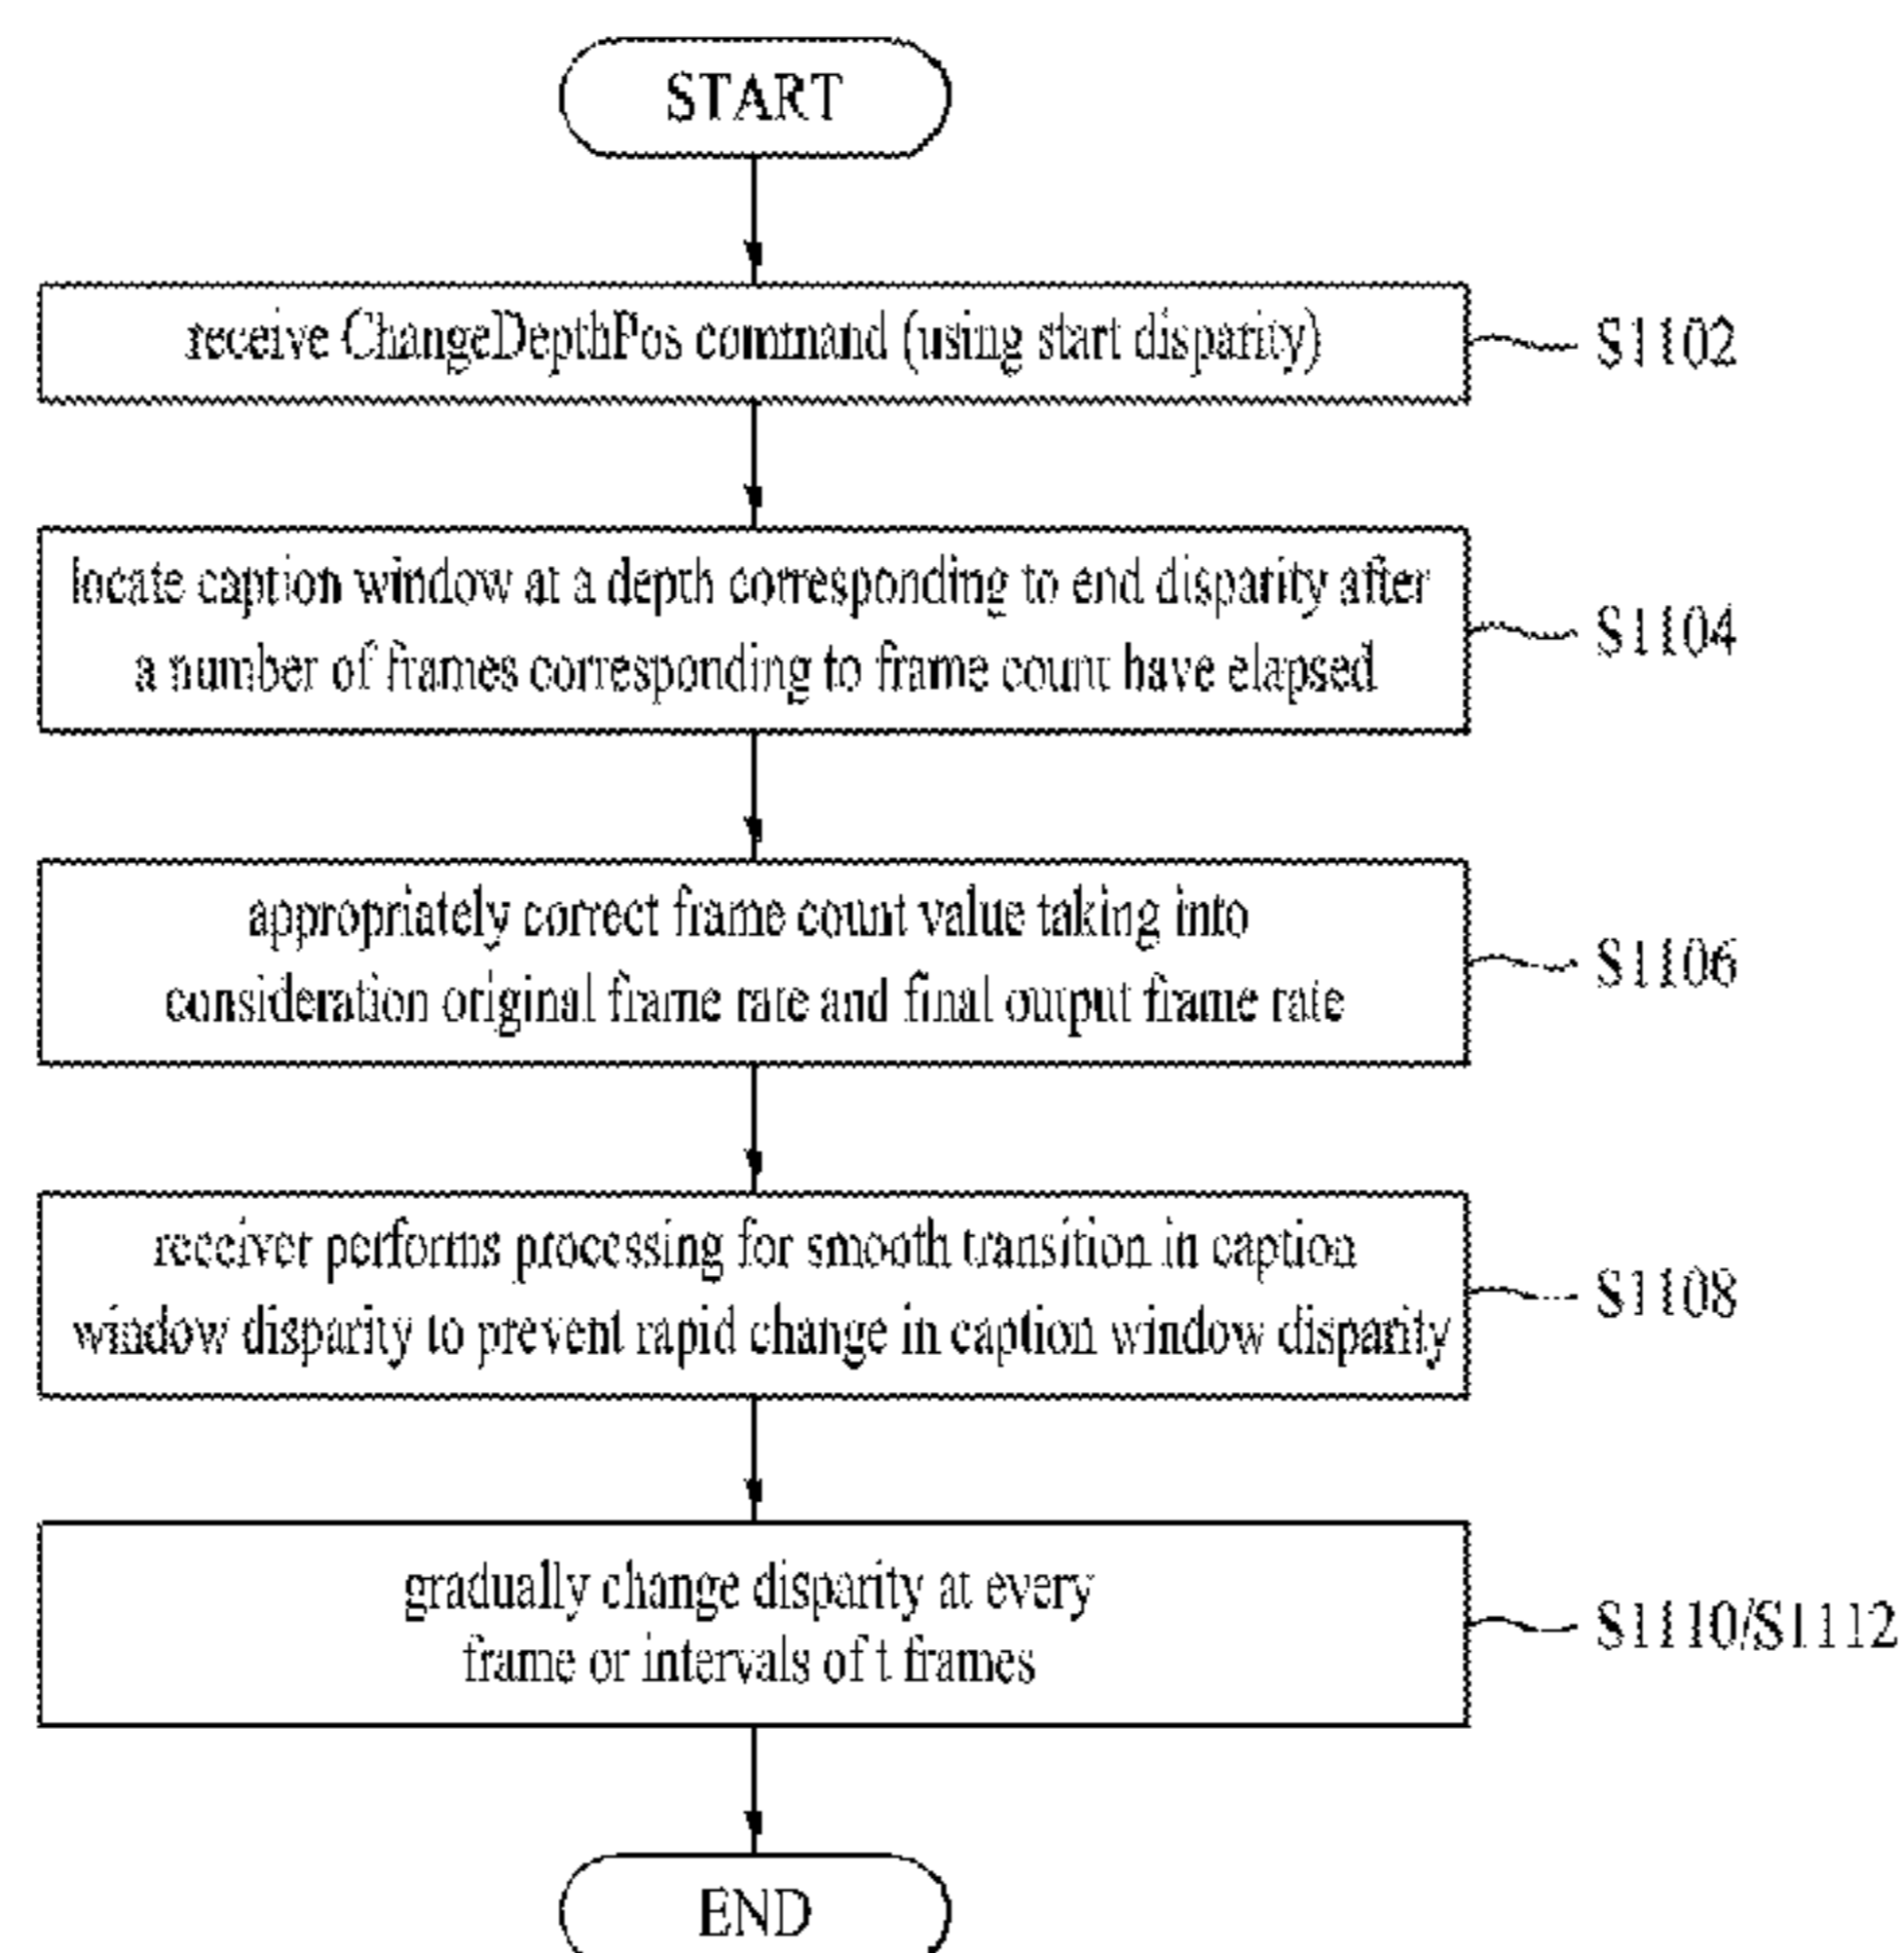 START
receive ChangeDepthPos command (using start disparity)
S1102
locate caption window at a depth corresponding to end disparity after
a number of frames corresponding to frame count have elapsed
S1104
appropriately correct frame count value taking into
consideration original frame rate and final output frame rate
S1106
receiver performs processing for smooth transition in caption
window disparity to prevent rapid change in caption window disparity
S1108
gradually change disparity at every
frame or intervals of t frames
S1110/S1112
END